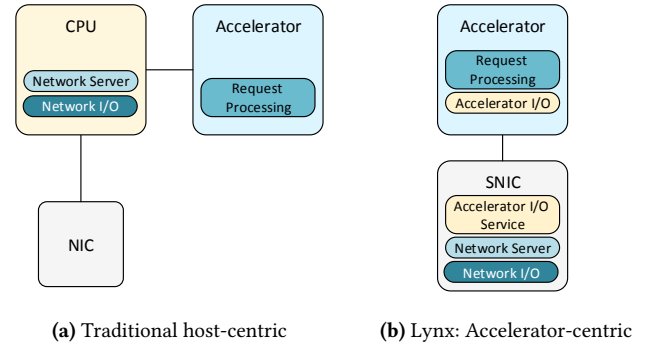 CPU
Network Server
Network I/O
Accelerator
Request
Processing
NIC
(a) Traditional host-centric
Accelerator
Request
Processing
Accelerator I/O
SNIC
Accelerator I/O
Service
Network Server
Network I/O
(b) Lynx: Accelerator-centric